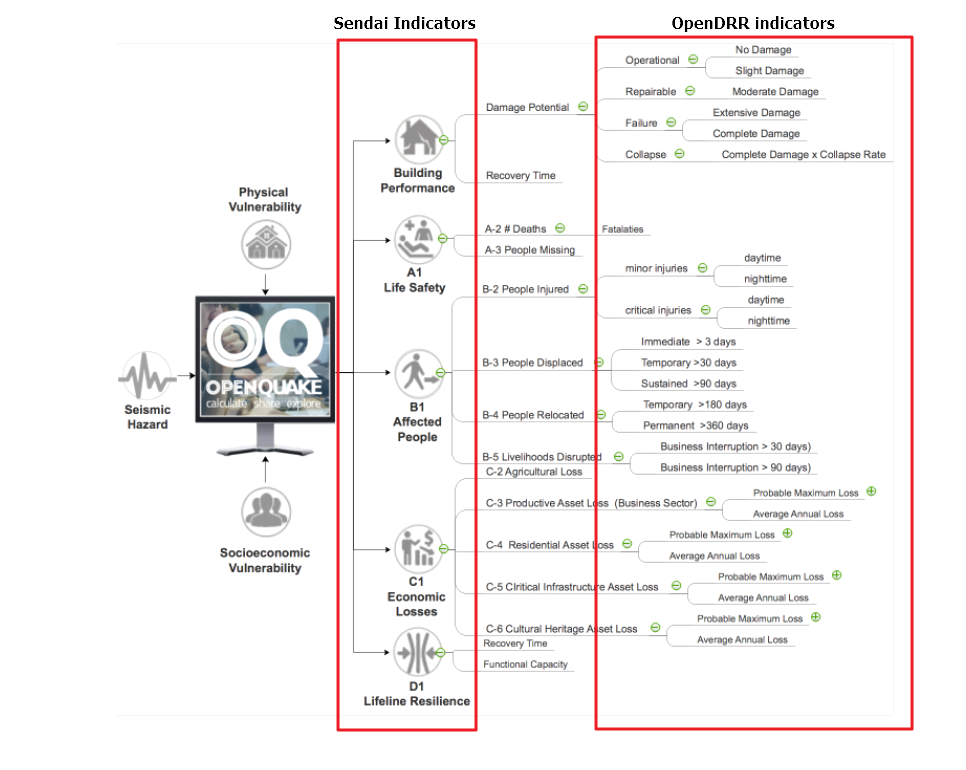 Sendai Indicators
OpenDRR indicators
Physical
Vulnerability
Seismic
Hazard
OQ
OPENQUAKE
calculate share explore
Socioeconomic
Vulnerability
Building
Performance
Damage Potential
Operational
No Damage
Slight Damage
Repairable
Moderate Damage
Failure
Extensive Damage
Complete Damage
Collapse
Complete Damage x Collapse Rate
Recovery Time
A1
Life Safety
A-2 # Deaths
Fatalaties
A-3 People Missing
B1
Affected
People
B-2 People Injured
minor injuries
daytime
nighttime
critical injuries
daytime
nighttime
B-3 People Displaced
Immediate > 3 days
Temporary >30 days
Sustained >90 days
B-4 People Relocated
Temporary >180 days
Permanent >360 days
B-5 Livelihoods Disrupted
Business Interruption > 30 days)
Business Interruption > 90 days)
C1
Economic
Losses
C-2 Agricultural Loss
C-3 Productive Asset Loss (Business Sector)
Probable Maximum Loss
Average Annual Loss
C-4 Residential Asset Loss
Probable Maximum Loss
Average Annual Loss
C-5 CIritical Infrastructure Asset Loss
Probable Maximum Loss
Average Annual Loss
C-6 Cultural Heritage Asset Loss
Probable Maximum Loss
Average Annual Loss
D1
Lifeline Resilience
Recovery Time
Functional Capacity